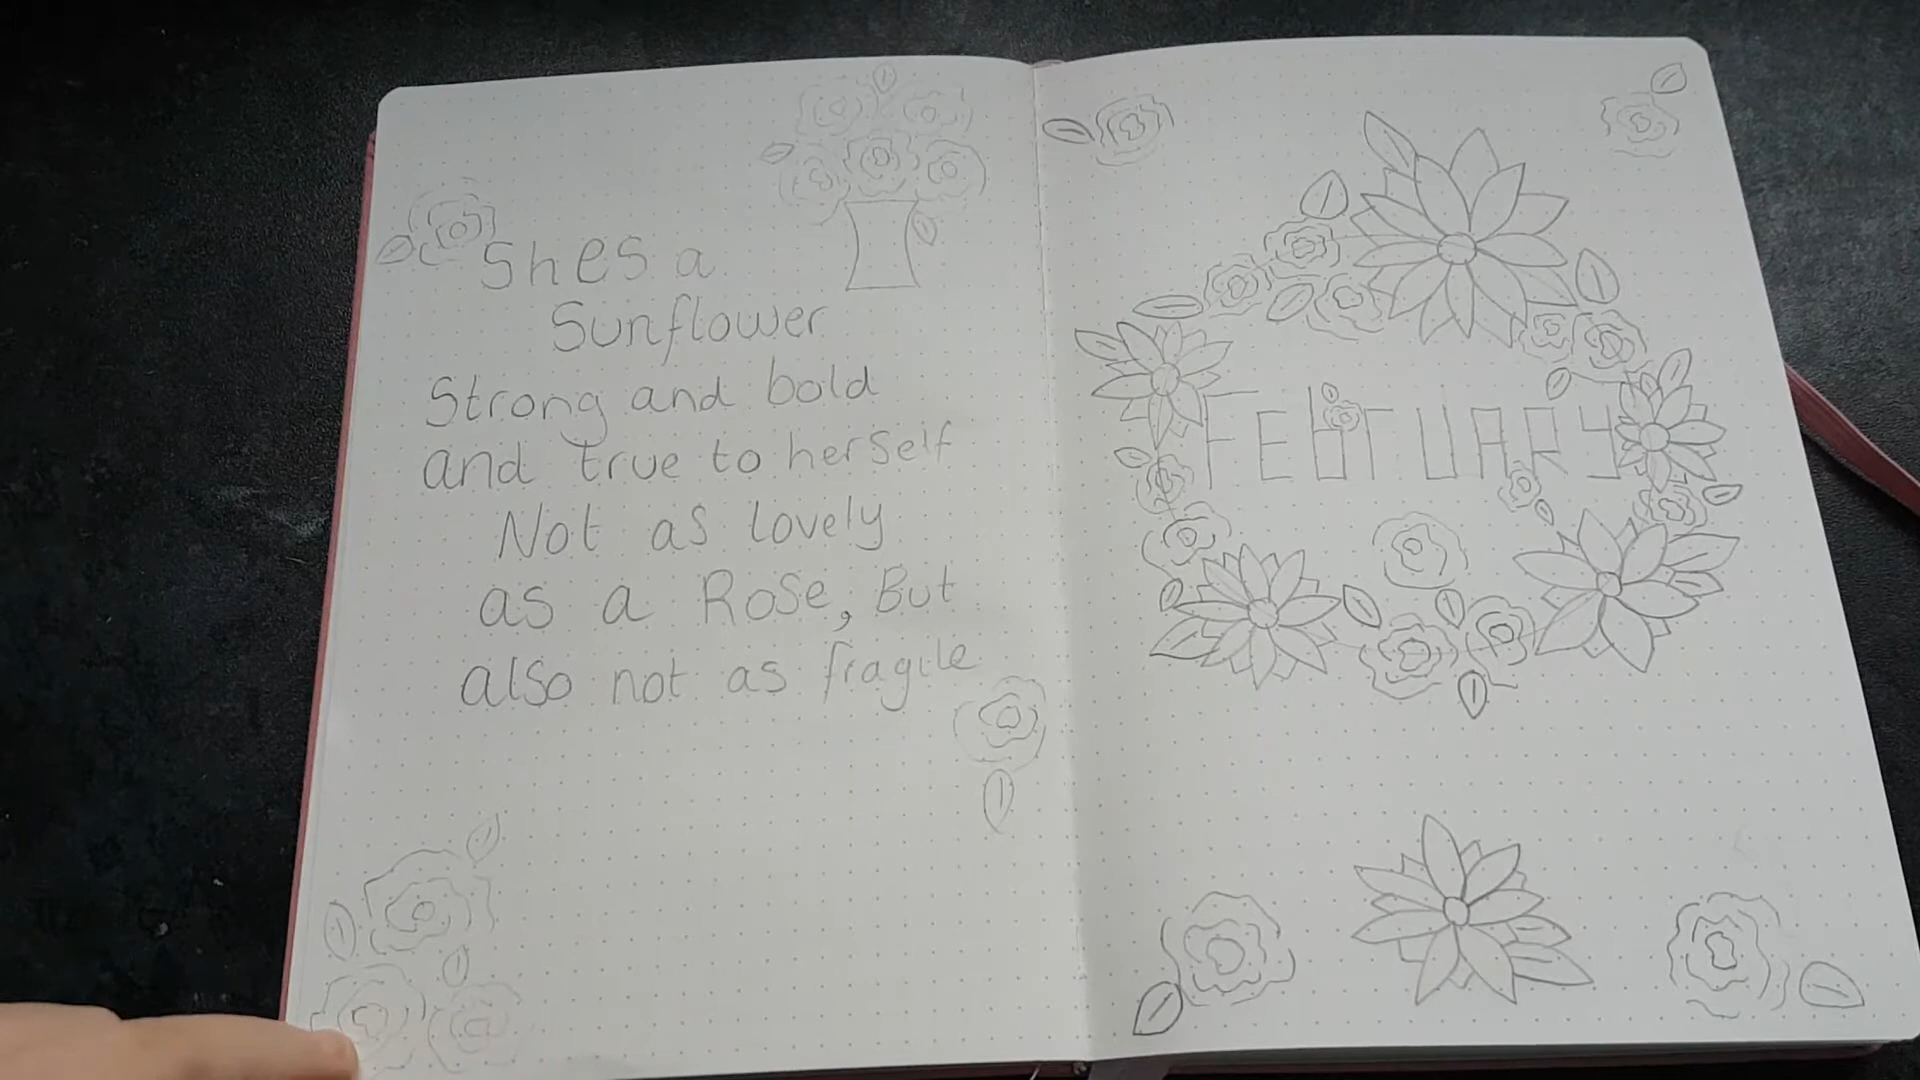 Shes a
Sunflower
Strong and bold
and true to herself
Not as lovely
as a Rose, But
also not as fragile
FebruARy